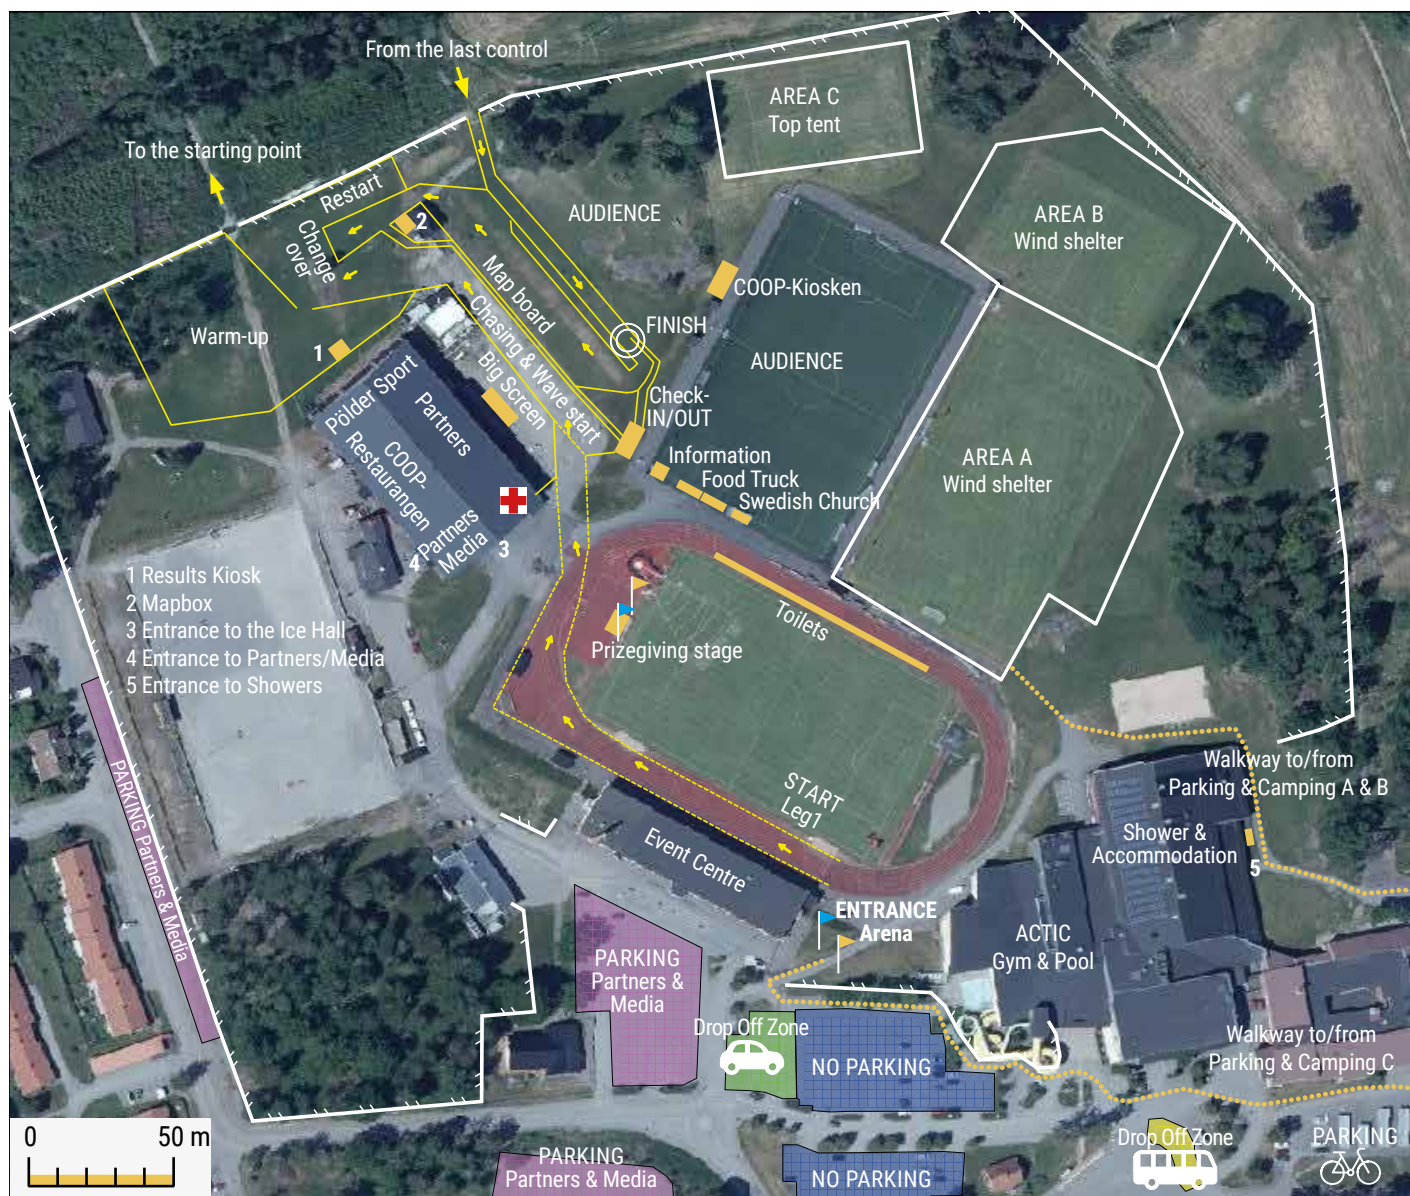 From the last control
AREA C
Top tent
To the starting point
Restart
Change
over
2
AUDIENCE
AREA B
Wind shelter
Map board
Chasing & Wave start
Big Screen
COOP-Kiosken
FINISH
Warm-up
1
AUDIENCE
Pölder Sport
Partners
COOP-
Restaurangen
Partners
Media
Check-
IN/OUT
Information
Food Truck
Swedish Church
AREA A
Wind shelter
3
4
1 Results Kiosk
2 Mapbox
3 Entrance to the Ice Hall
4 Entrance to Partners/Media
5 Entrance to Showers
Toilets
Prizegiving stage
PARKING Partners & Media
START
Leg1
Event Centre
Walkway to/from
Parking & Camping A & B
Shower &
Accommodation
5
ENTRANCE
Arena
ACTIC
Gym & Pool
PARKING
Partners &
Media
Drop Off Zone
NO PARKING
Walkway to/from
Parking & Camping C
0 50 m
PARKING
Partners & Media
NO PARKING
Drop Off Zone
PARKING